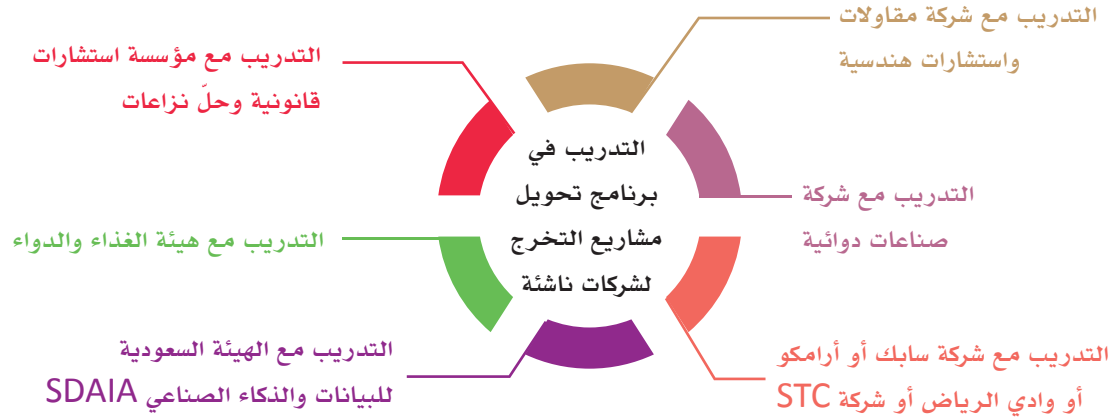 التدريب مع شركة مقاولات
واستشارات هندسية
التدريب مع مؤسسة استشارات
قانونية وحلّ نزاعات
التدريب في
برنامج تحويل
مشاريع التخرج
لشركات ناشئة
التدريب مع شركة
صناعات دوائية
التدريب مع هيئة الغذاء والدواء
التدريب مع شركة سابك أو أرامكو
أو وادي الرياض أو شركة STC
التدريب مع الهيئة السعودية
للبيانات والذكاء الصناعي SDAIA